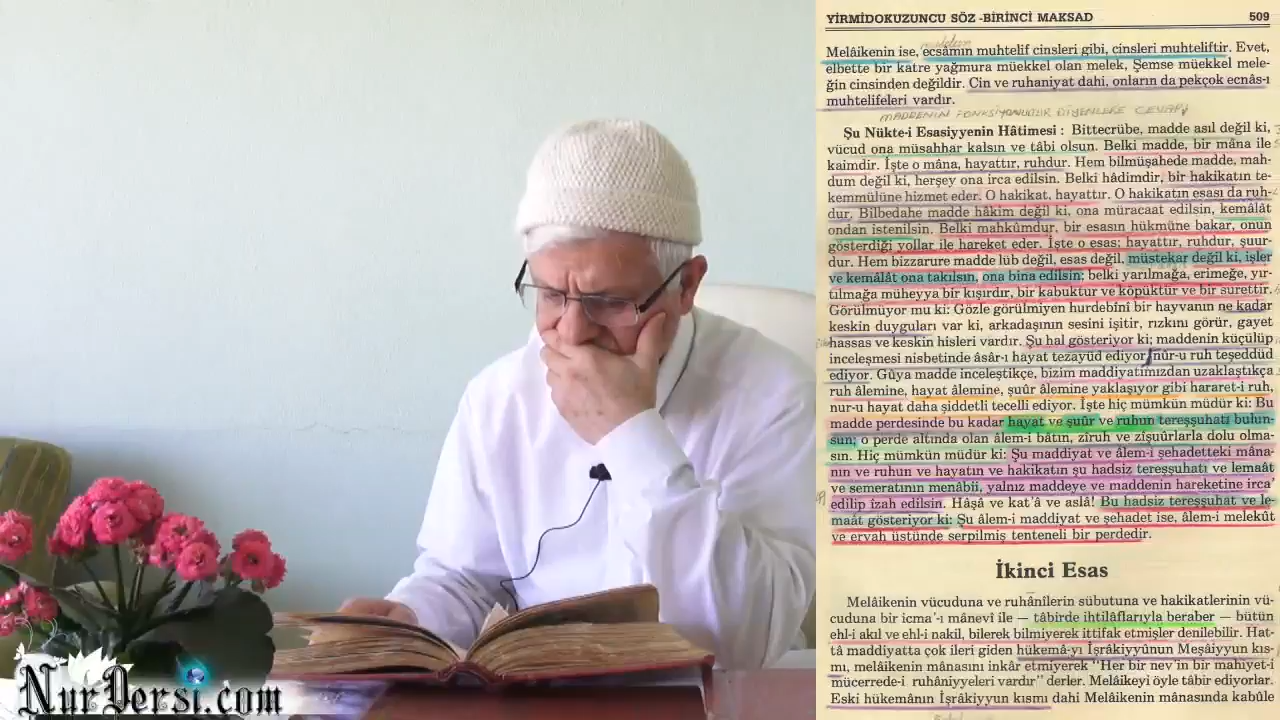 YİRMİDOKUZUNCU SÖZ -BİRİNCİ MAKSAD 509
Melâikenin ise, ecsâmın muhtelif cinsleri gibi, cinsleri muhteliftir. Evet,
elbette bir katre yağmura müekkel olan melek, Şemse müekkel mele-
ğin cinsinden değildir. Cin ve ruhaniyat dahi, onların da pekçok ecnâs-ı
muhtelifeleri vardır.
MADDENİN FONKSİYONUDUR DİYENLERE CEVAP
Şu Nükte-i Esasiyyenin Hâtimesi : Bittecrübe, madde asıl değil ki,
vücud ona müsahhar kalsın ve tâbi olsun. Belki madde, bir mâna ile
kaimdir. İşte o mâna, hayattır, ruhdur. Hem bilmüşahede madde, mah-
dum değil ki, herşey ona irca edilsin. Belki hâdimdir, bir hakikatın te-
kemmülüne hizmet eder. O hakikat, hayattır. O hakikatın esası da ruh-
dur, Bilbedahe madde hâkim değil ki, ona müracaat edilsin, kemâlât
ondan istenilsin. Belki mahkûmdur, bir esasın hükmüne bakar, onun
gösterdiği yollar ile hareket eder. İşte o esas; hayattır, ruhdur, şuur-
dur. Hem bizzarure madde lüb değil, esas değil, müstekar değil ki, işler
ve kemâlât ona takılsın, ona bina edilsin; belki yarılmağa, erimeğe, yır-
tılmağa müheyya bir kışırdır, bir kabuktur ve köpüktür ve bir surettir.
Görülmüyor mu ki: Gözle görülmiyen hurdebînî bir hayvanın ne kadar
keskin duyguları var ki, arkadaşının sesini işitir, rızkını görür, gayet
hassas ve keskin hisleri vardır. Şu hal gösteriyor ki; maddenin küçülüp
inceleşmesi nisbetinde âsâr-ı hayat tezayüd ediyor, nûr-u ruh teşeddüd
ediyor. Gûya madde inceleştikçe, bizim maddiyatımızdan uzaklaştıkça
ruh âlemine, hayat âlemine, şuûr âlemine yaklaşıyor gibi hararet-i ruh,
nur-u hayat daha şiddetli tecelli ediyor. İşte hiç mümkün müdür ki: Bu
madde perdesinde bu kadar hayat ve şuûr ve ruhun tereşşuhatı bulun-
sun; o perde altında olan âlem-i bâtın, zîruh ve zîşuûrlarla dolu olma-
sın. Hiç mümkün müdür ki: Şu maddiyat ve âlem-i şehadetteki mâna-
nın ve ruhun ve hayatın ve hakikatın şu hadsiz tereşşuhatı ve lemaât
ve semeratının menâbii, yalnız maddeye ve maddenin hareketine irca'
edilip îzah edilsin. Hâşâ ve kat'â ve aslâ! Bu hadsiz tereşşuhat ve le-
maât gösteriyor ki: Şu âlem-i maddiyat ve şehadet ise, âlem-i melekût
ve ervah üstünde serpilmiş tenteneli bir perdedir.
İkinci Esas
Melâikenin vücuduna ve ruhânîlerin sübutuna ve hakikatlerinin vü-
cuduna bir icma'-ı mânevî ile — tâbirde ihtilâflarıyla beraber — bütün
ehl-i akıl ve ehl-i nakil, bilerek bilmiyerek ittifak etmişler denilebilir. Hat-
tâ maddiyatta çok ileri giden hükemâ-yı İşrâkiyyûnun Meşâiyyun kıs-
mı, melâikenin mânasını inkâr etmiyerek "Her bir nev'in bir mahiyet-i
mücerrede-i ruhâniyyeleri vardır" derler. Melâikeyi öyle tâbir ediyorlar.
Eski hükemânın İşrâkiyyun kısmı dahi Melâikenin mânasında kabûle
NurDersi.com